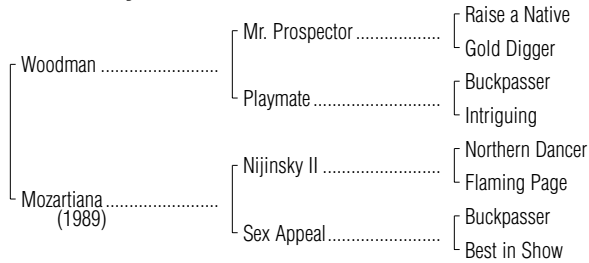 Raise a Native
Mr. Prospector ..................
Gold Digger
Woodman .........................
Buckpasser
Playmate ...........................
Intriguing
Northern Dancer
Nijinsky II .........................
Flaming Page
Mozartiana ........................
(1989)
Buckpasser
Sex Appeal ........................
Best in Show